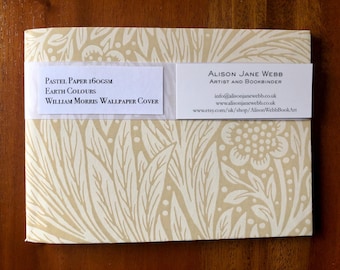 Pastel Paper 160gsm
Earth Colours
William Morris Wallpaper Cover
Alison Jane Webb
Artist and Bookbinder
info@alisonjanewebb.co.uk
www.alisonjanewebb.co.uk
www.etsy.com/uk/shop/AlisonWebbBookArt